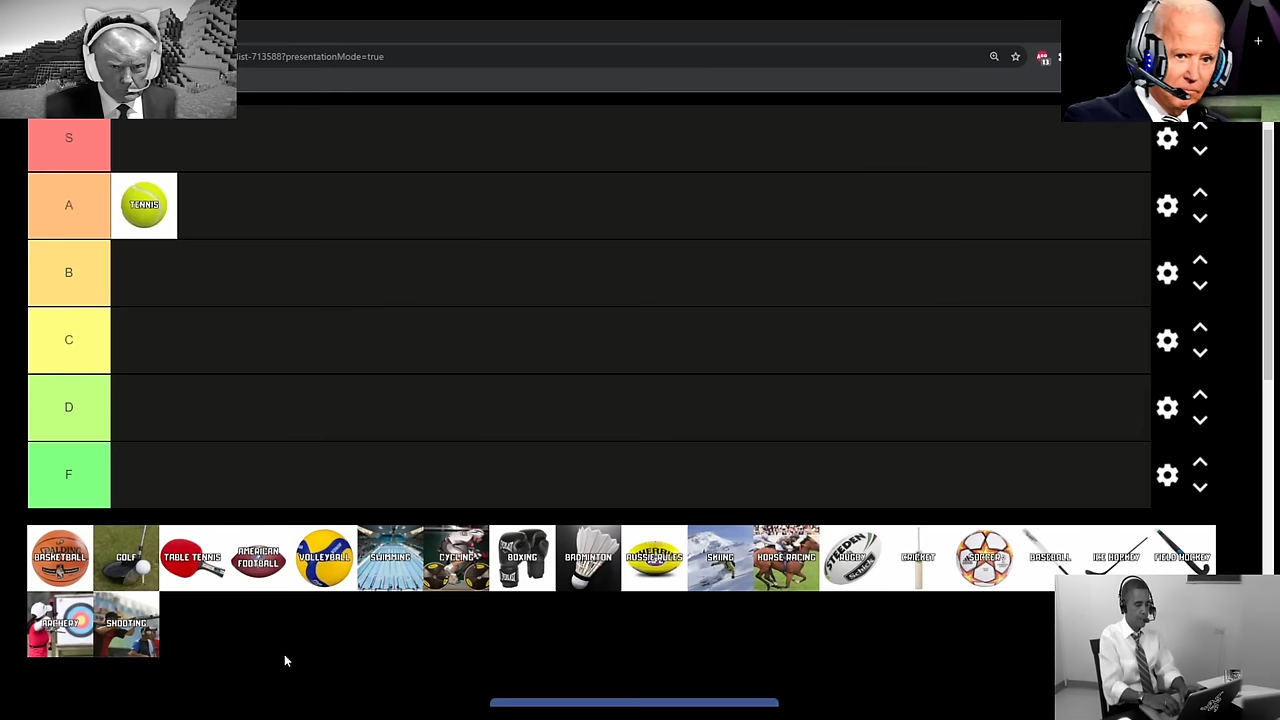 ist-713588?presentationMode=true
S
A
TENNIS
B
C
D
F
BASKETBALL
GOLF
TABLE TENNIS
AMERICAN
FOOTBALL
VOLLEYBALL
SWIMMING
CYCLING
BOXING
BADMINTON
AUSSIE RULES
SKIING
HORSE RACING
RUGBY
CRICKET
SOCCER
BASEBALL
ICE HOCKEY
FIELD HOCKEY
ARCHERY
SHOOTING